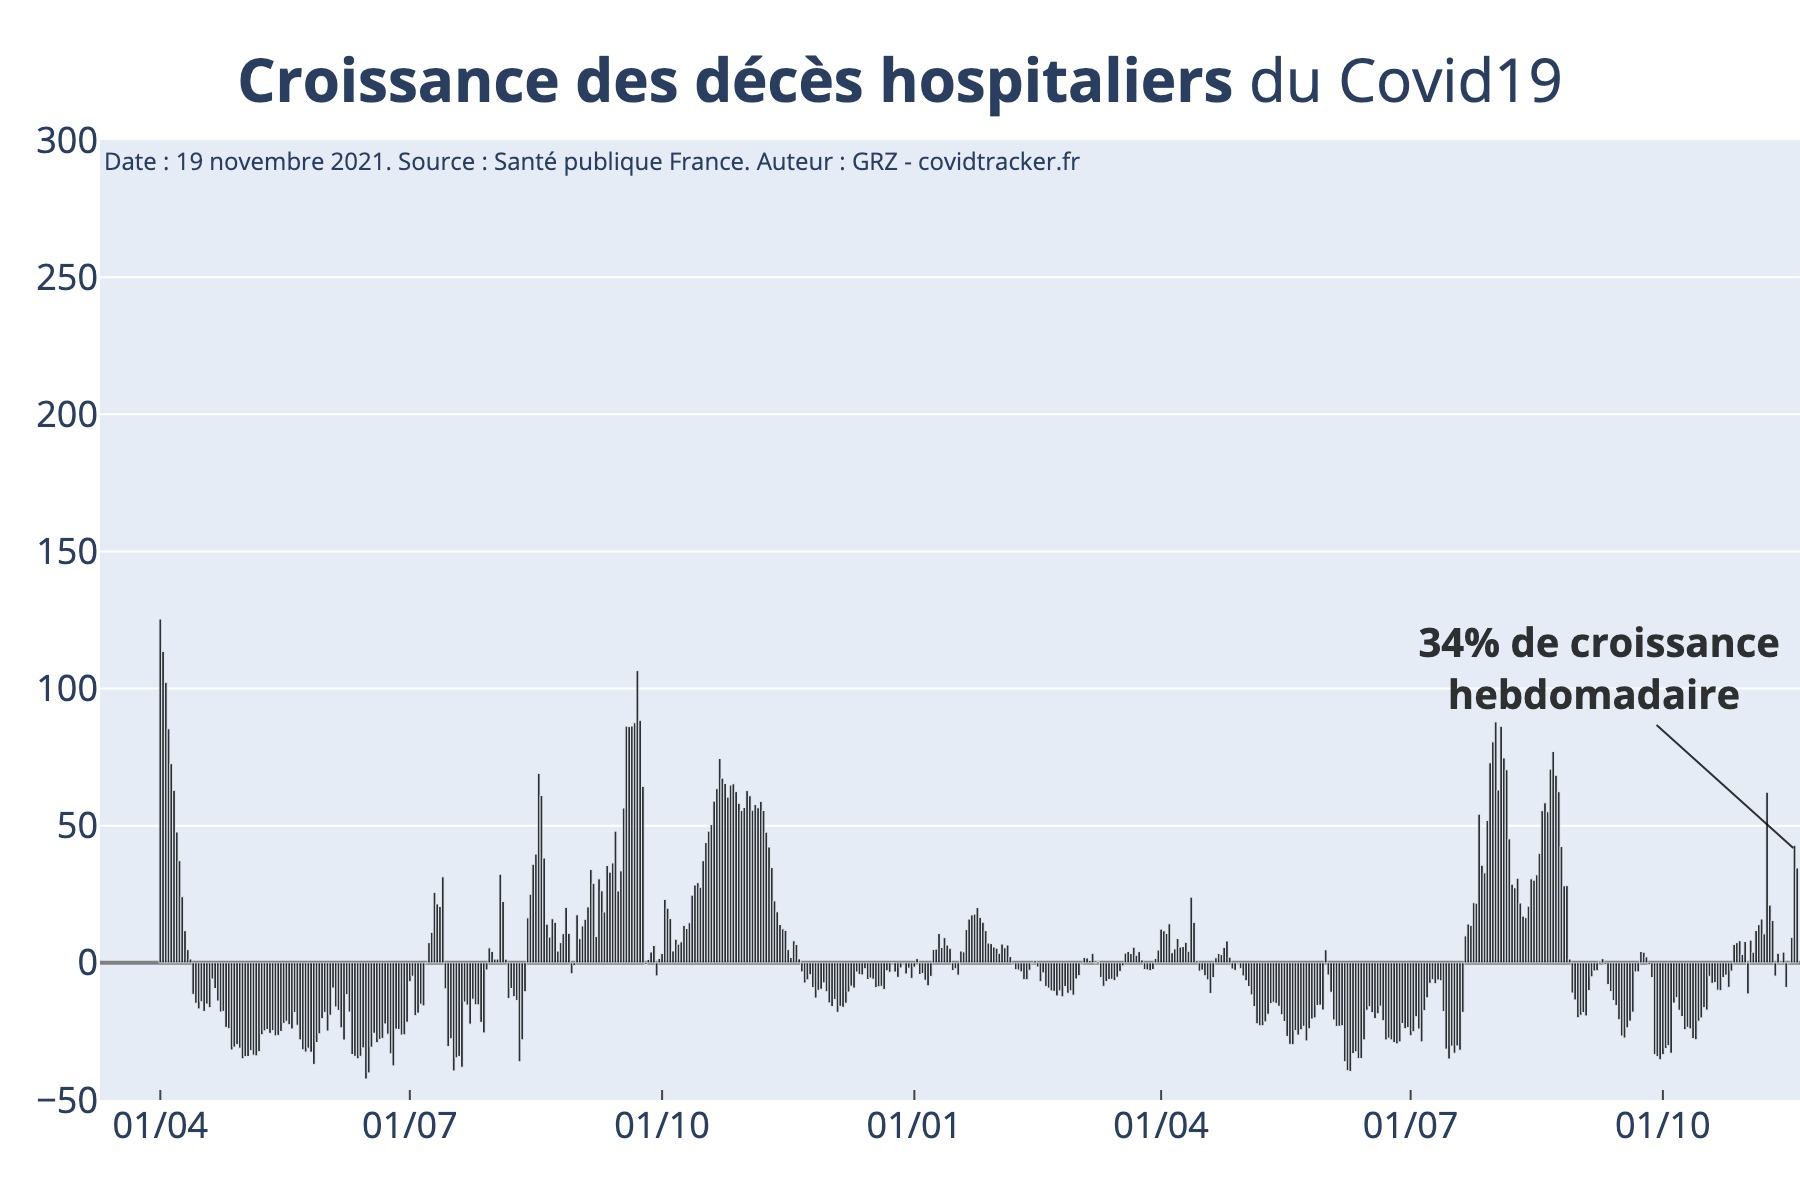 Croissance des décès hospitaliers du Covid19
Date : 19 novembre 2021. Source : Santé publique France. Auteur : GRZ - covidtracker.fr
300
250
200
150
100
50
0
−50
34% de croissance
hebdomadaire
01/04 01/07 01/10 01/01 01/04 01/07 01/10